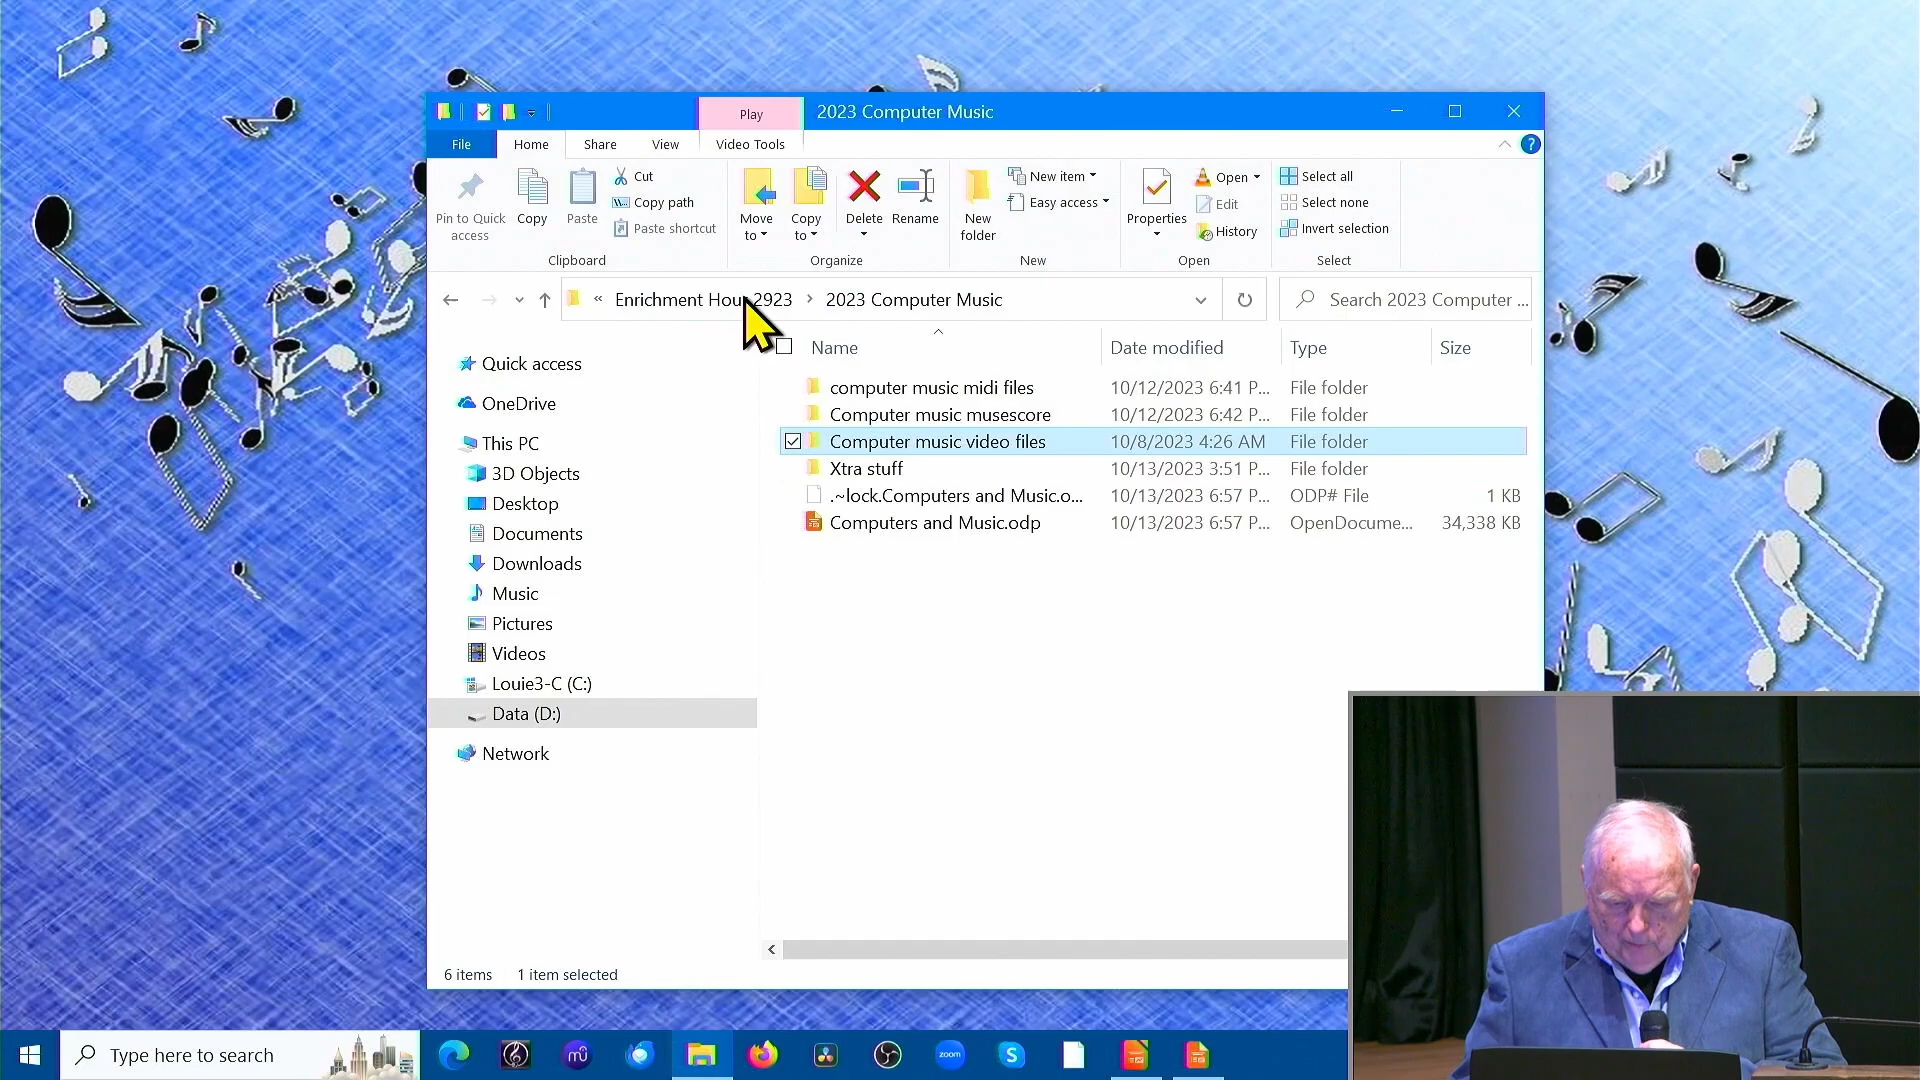 Play
2023 Computer Music
File
Home
Share
View
Video Tools
?
Pin to Quick access
Copy
Paste
Cut
Copy path
Paste shortcut
Clipboard
Move to
Copy to
Delete
Rename
Organize
New folder
New item
Easy access
New
Properties
Open
Edit
History
Open
Select all
Select none
Invert selection
Select
« Enrichment Hour 2923 > 2023 Computer Music
Search 2023 Computer ...
Name Date modified Type Size
computer music midi files 10/12/2023 6:41 P... File folder
Computer music musescore 10/12/2023 6:42 P... File folder
Computer music video files 10/8/2023 4:26 AM File folder
Xtra stuff 10/13/2023 3:51 P... File folder
.~lock.Computers and Music.o... 10/13/2023 6:57 P... ODP# File 1 KB
Computers and Music.odp 10/13/2023 6:57 P... OpenDocume... 34,338 KB
Quick access
OneDrive
This PC
3D Objects
Desktop
Documents
Downloads
Music
Pictures
Videos
Louie3-C (C:)
Data (D:)
Network
6 items 1 item selected
Type here to search
mu
zoom
S